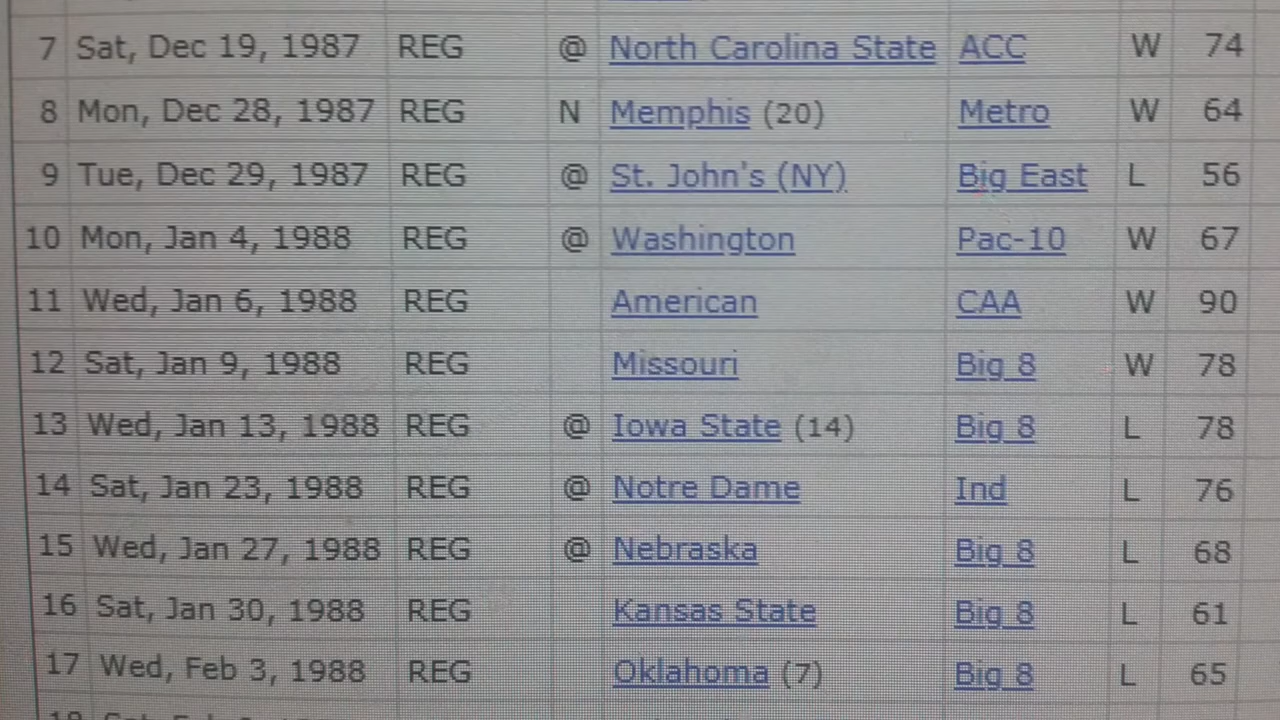 7 Sat, Dec 19, 1987 REG @ North Carolina State ACC W 74
8 Mon, Dec 28, 1987 REG N Memphis (20) Metro W 64
9 Tue, Dec 29, 1987 REG @ St. John's (NY) Big East L 56
10 Mon, Jan 4, 1988 REG @ Washington Pac-10 W 67
11 Wed, Jan 6, 1988 REG American CAA W 90
12 Sat, Jan 9, 1988 REG Missouri Big 8 W 78
13 Wed, Jan 13, 1988 REG @ Iowa State (14) Big 8 L 78
14 Sat, Jan 23, 1988 REG @ Notre Dame Ind L 76
15 Wed, Jan 27, 1988 REG @ Nebraska Big 8 L 68
16 Sat, Jan 30, 1988 REG Kansas State Big 8 L 61
17 Wed, Feb 3, 1988 REG Oklahoma (7) Big 8 L 65